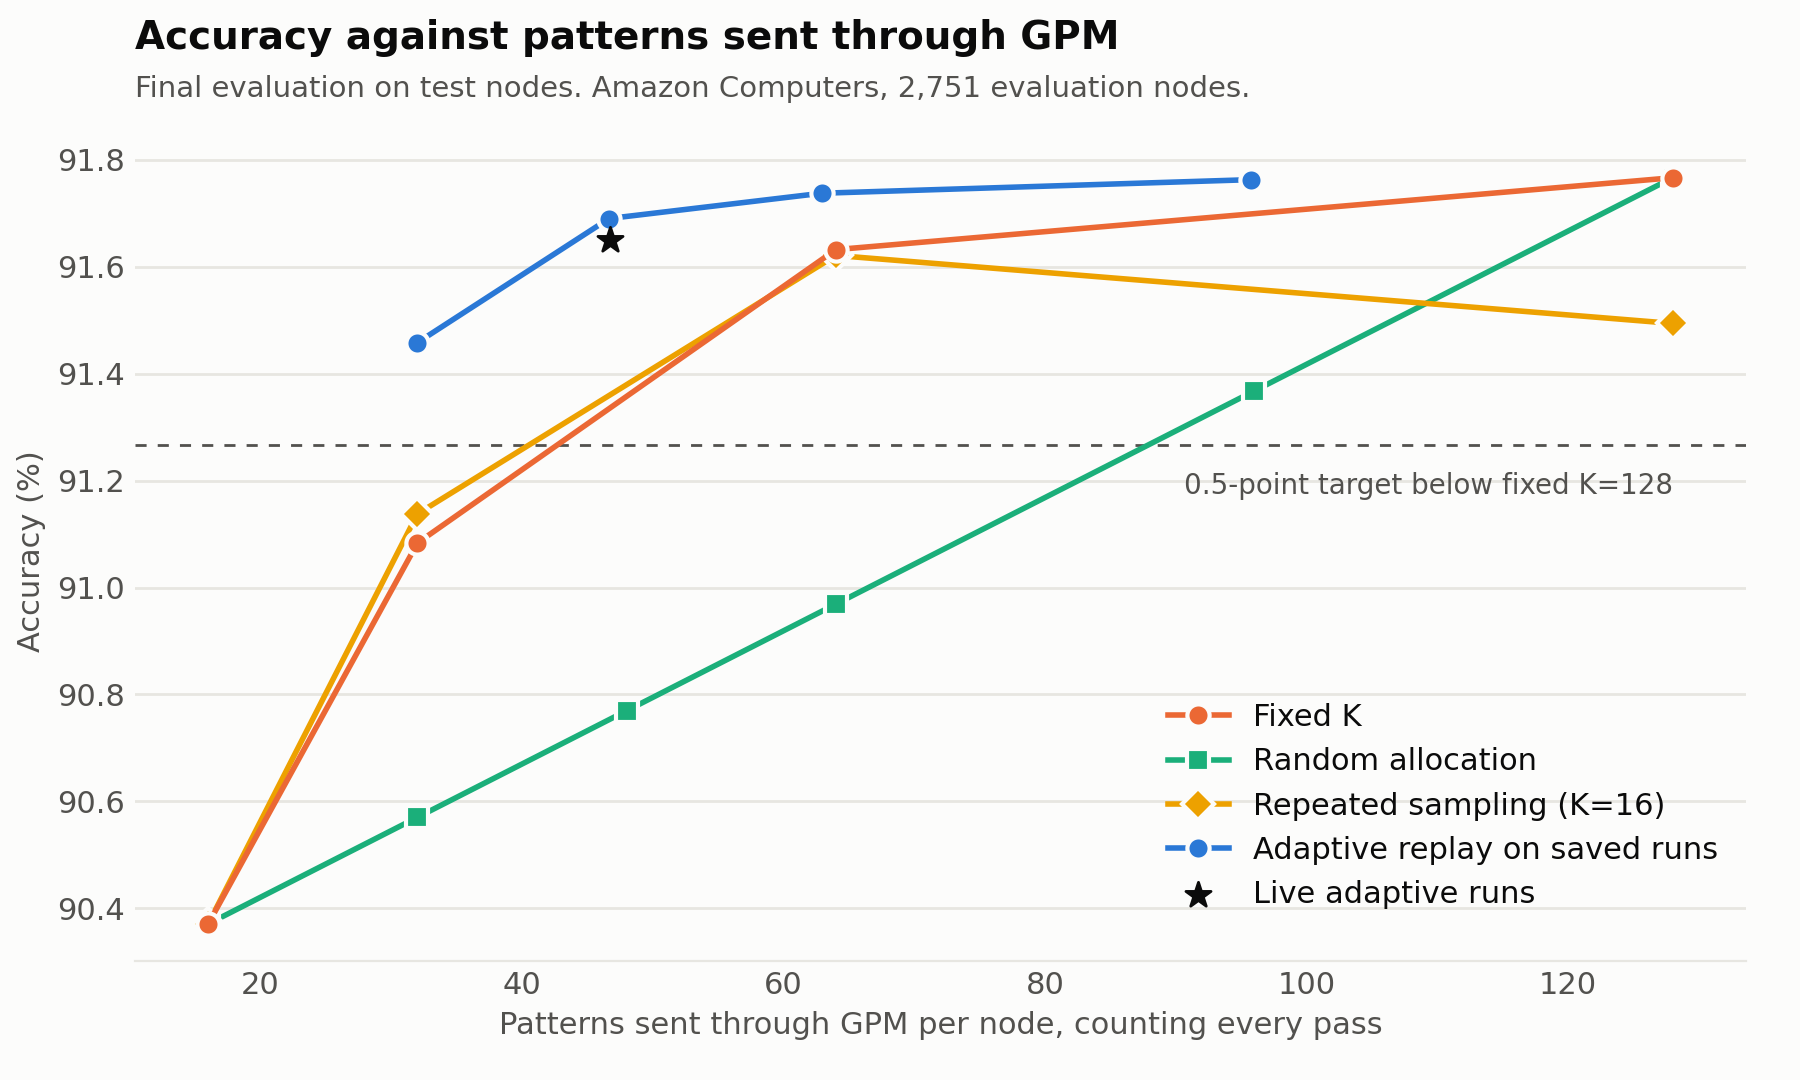 Accuracy against patterns sent through GPM
Final evaluation on test nodes. Amazon Computers, 2,751 evaluation nodes.
Accuracy (%)
91.8
91.6
91.4
91.2
91.0
90.8
90.6
90.4
0.5-point target below fixed K=128
Fixed K
Random allocation
Repeated sampling (K=16)
Adaptive replay on saved runs
Live adaptive runs
20 40 60 80 100 120
Patterns sent through GPM per node, counting every pass